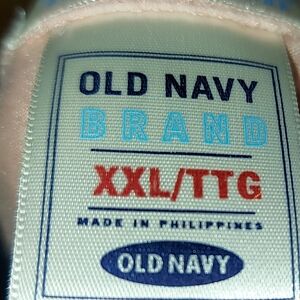 OLD NAVY
BRAND
XXL/TTG
MADE IN PHILIPPINES
OLD NAVY